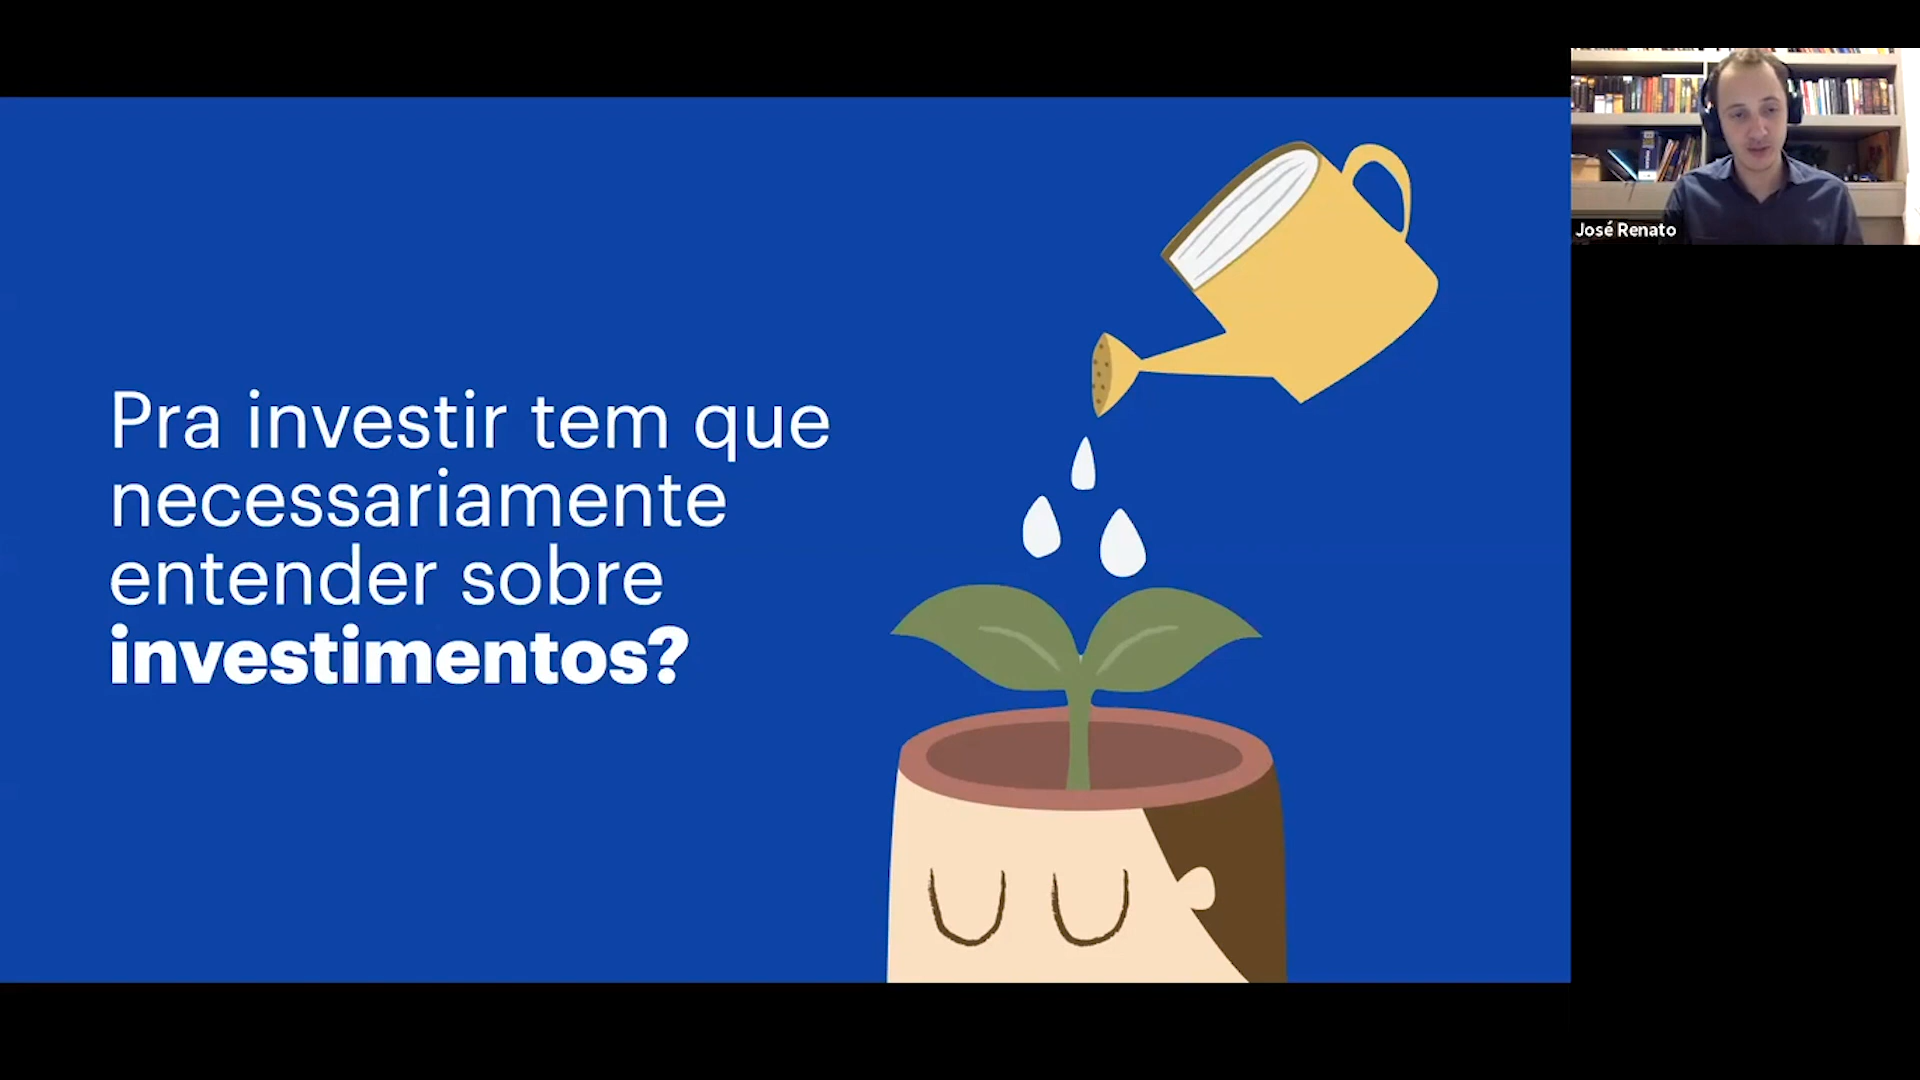 Pra investir tem que
necessariamente
entender sobre
investimentos?
José Renato